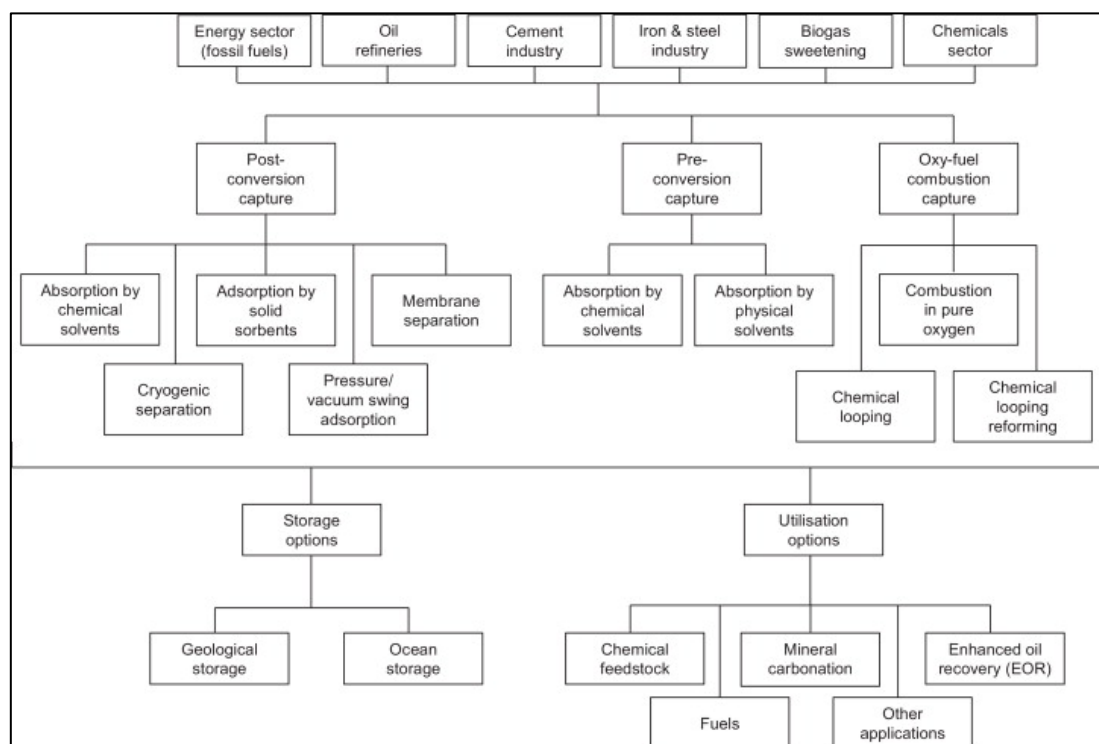 Energy sector
(fossil fuels)
Oil
refineries
Cement
industry
Iron & steel
industry
Biogas
sweetening
Chemicals
sector
Post-
conversion
capture
Pre-
conversion
capture
Oxy-fuel
combustion
capture
Absorption by
chemical
solvents
Adsorption by
solid
sorbents
Membrane
separation
Absorption by
chemical
solvents
Absorption by
physical
solvents
Combustion
in pure
oxygen
Cryogenic
separation
Pressure/
vacuum swing
adsorption
Chemical
looping
Chemical
looping
reforming
Storage
options
Utilisation
options
Geological
storage
Ocean
storage
Chemical
feedstock
Mineral
carbonation
Enhanced oil
recovery (EOR)
Fuels
Other
applications